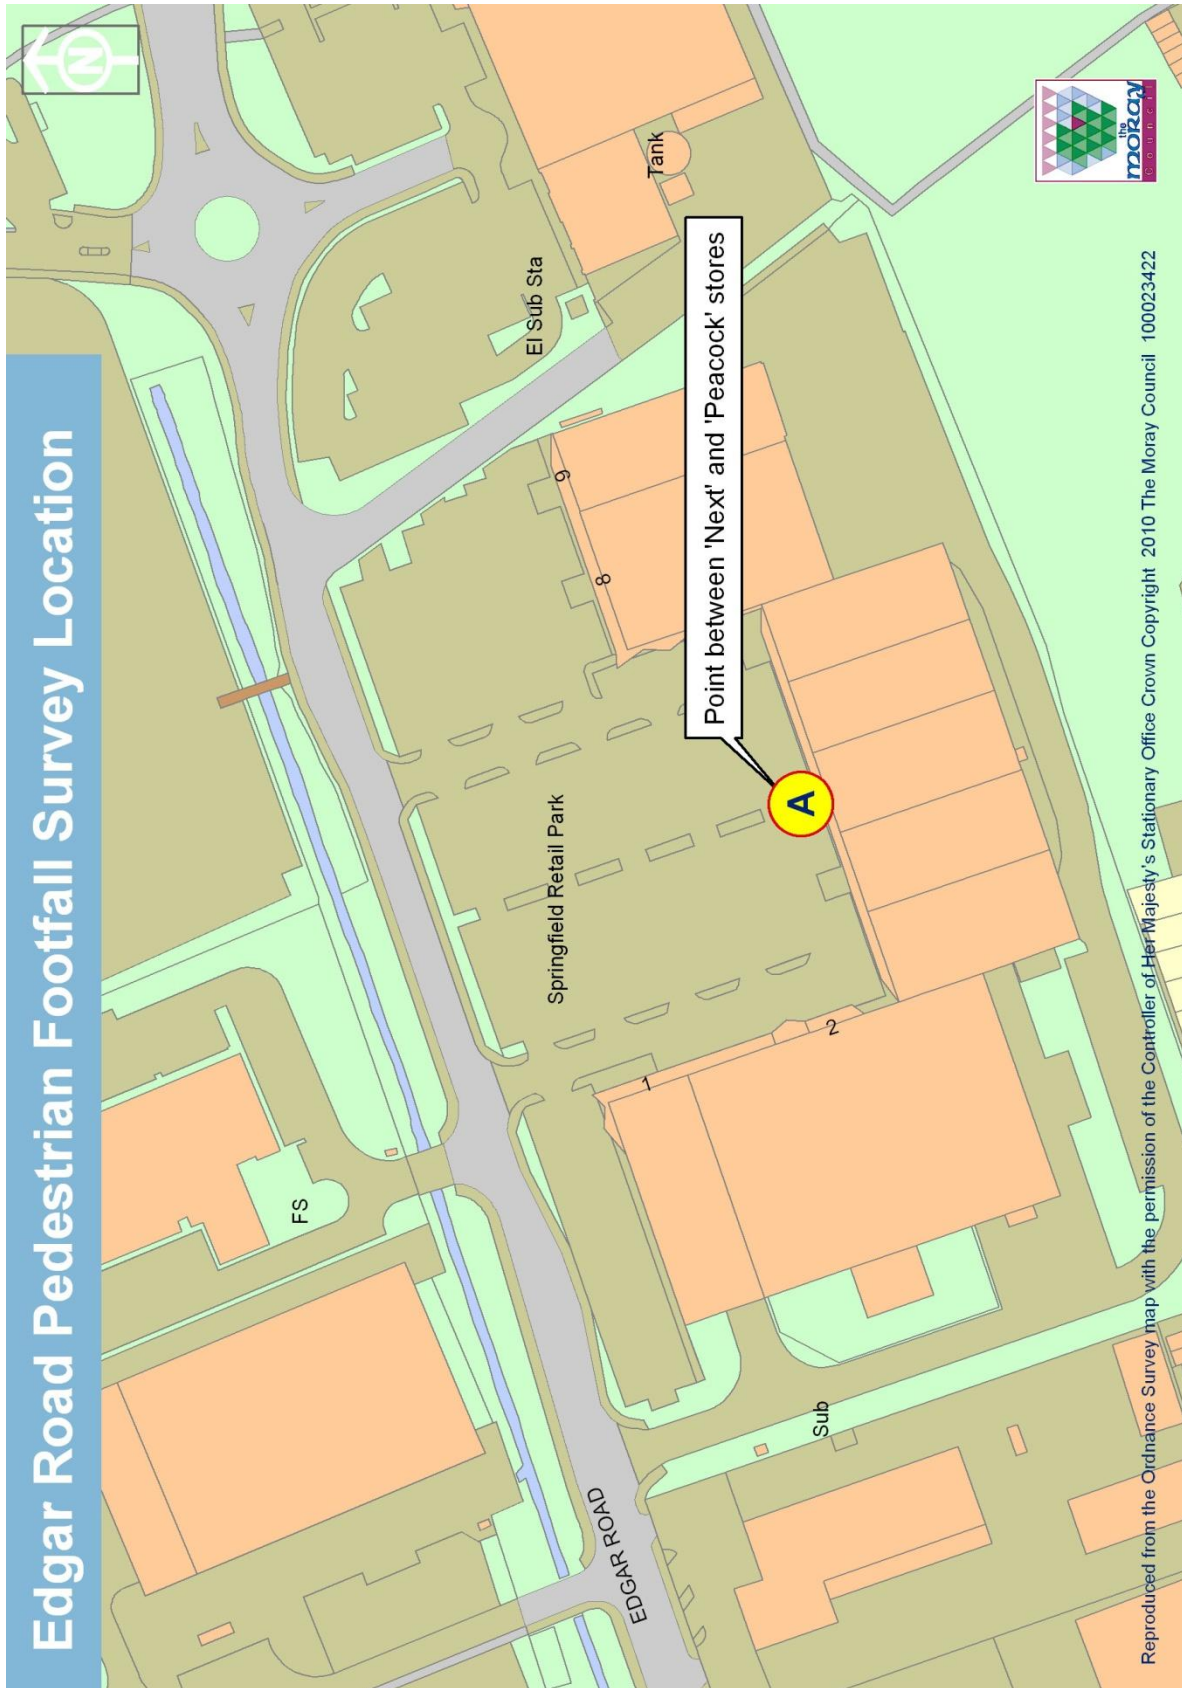 Edgar Road Pedestrian Footfall Survey Location
N
FS
El Sub Sta
Tank
Springfield Retail Park
9
8
1
2
Point between 'Next' and 'Peacock' stores
A
EDGAR ROAD
Sub
the
moray
council
Reproduced from the Ordnance Survey map with the permission of the Controller of Her Majesty's Stationary Office Crown Copyright 2010 The Moray Council 100023422